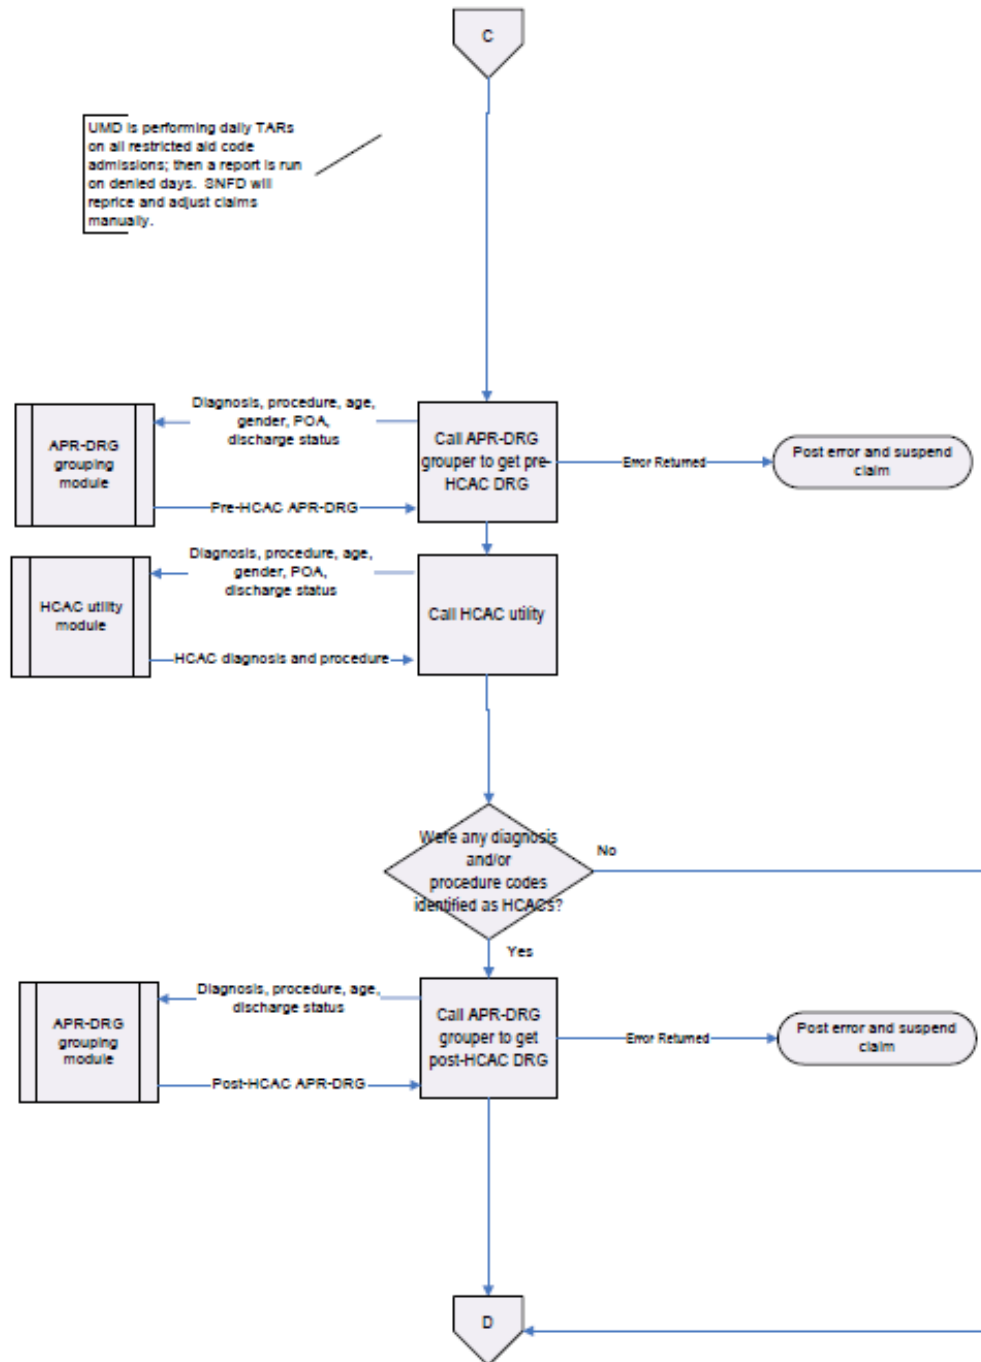 C
UMD is performing daily TARs
on all restricted aid code
admissions; then a report is run
on denied days.  SNFD will
reprice and adjust claims
manually.
Diagnosis, procedure, age,
gender, POA,
discharge status
APR-DRG
grouping
module
Pre-HCAC APR-DRG
Call APR-DRG
grouper to get pre-
HCAC DRG
Error Returned
Post error and suspend
claim
Diagnosis, procedure, age,
gender, POA,
discharge status
HCAC utility
module
HCAC diagnosis and procedure
Call HCAC utility
Were any diagnosis
and/or
procedure codes
identified as HCACs?
No
Yes
Diagnosis, procedure, age,
discharge status
APR-DRG
grouping
module
Post-HCAC APR-DRG
Call APR-DRG
grouper to get
post-HCAC DRG
Error Returned
Post error and suspend
claim
D